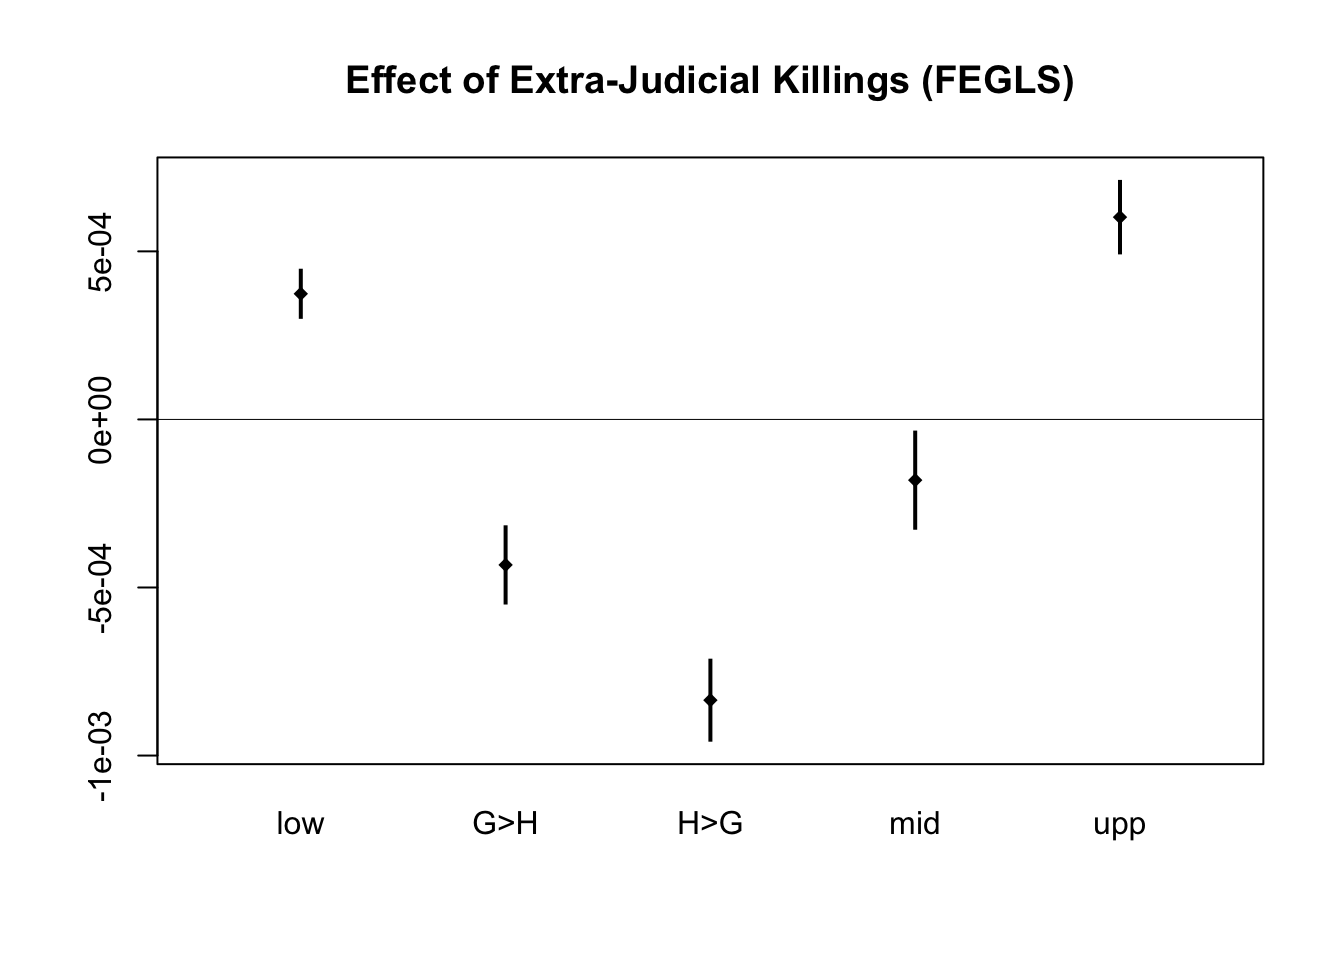 Effect of Extra-Judicial Killings (FEGLS)
5e-04
0e+00
-5e-04
-1e-03
low G>H H>G mid upp